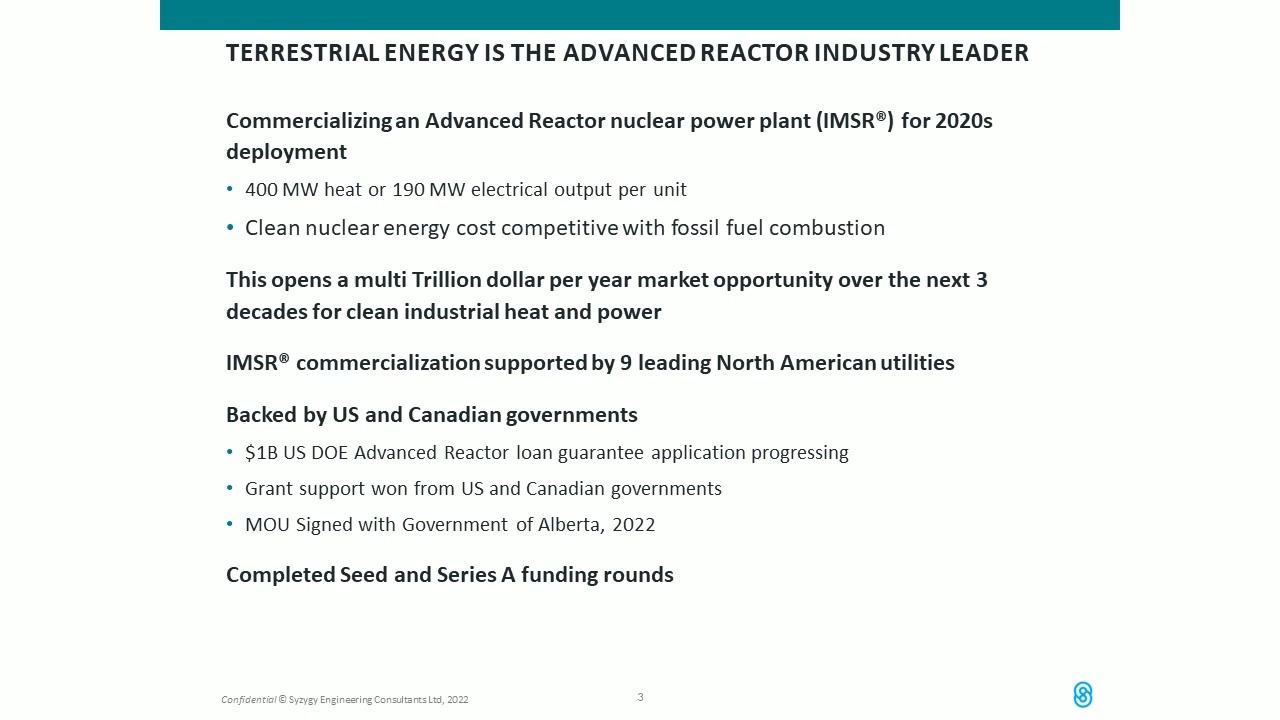 TERRESTRIAL ENERGY IS THE ADVANCED REACTOR INDUSTRY LEADER
Commercializing an Advanced Reactor nuclear power plant (IMSR®) for 2020s
deployment
• 400 MW heat or 190 MW electrical output per unit
• Clean nuclear energy cost competitive with fossil fuel combustion
This opens a multi Trillion dollar per year market opportunity over the next 3
decades for clean industrial heat and power
IMSR® commercialization supported by 9 leading North American utilities
Backed by US and Canadian governments
• $1B US DOE Advanced Reactor loan guarantee application progressing
• Grant support won from US and Canadian governments
• MOU Signed with Government of Alberta, 2022
Completed Seed and Series A funding rounds
Confidential © Syzygy Engineering Consultants Ltd, 2022
3